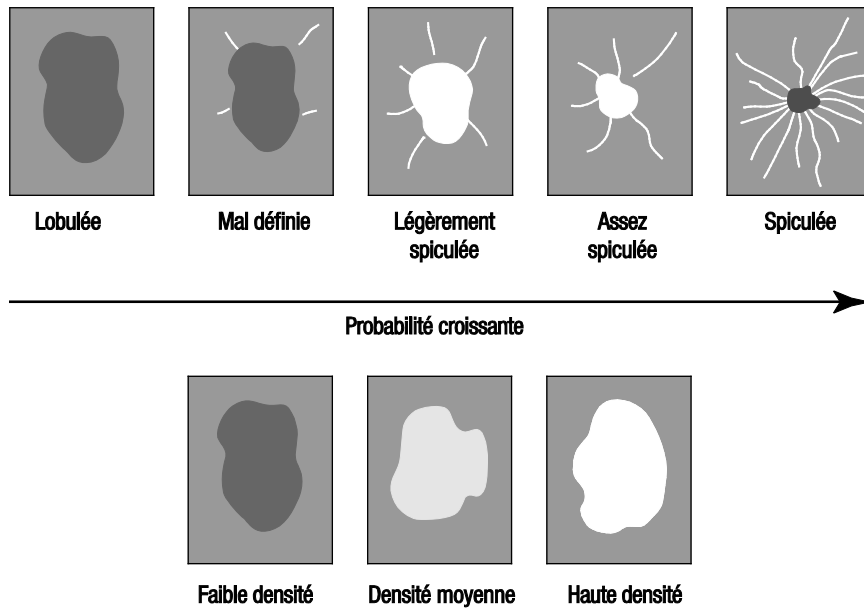 Lobulée
Mal définie
Légèrement
spiculée
Assez
spiculée
Spiculée
Probabilité croissante
Faible densité
Densité moyenne
Haute densité